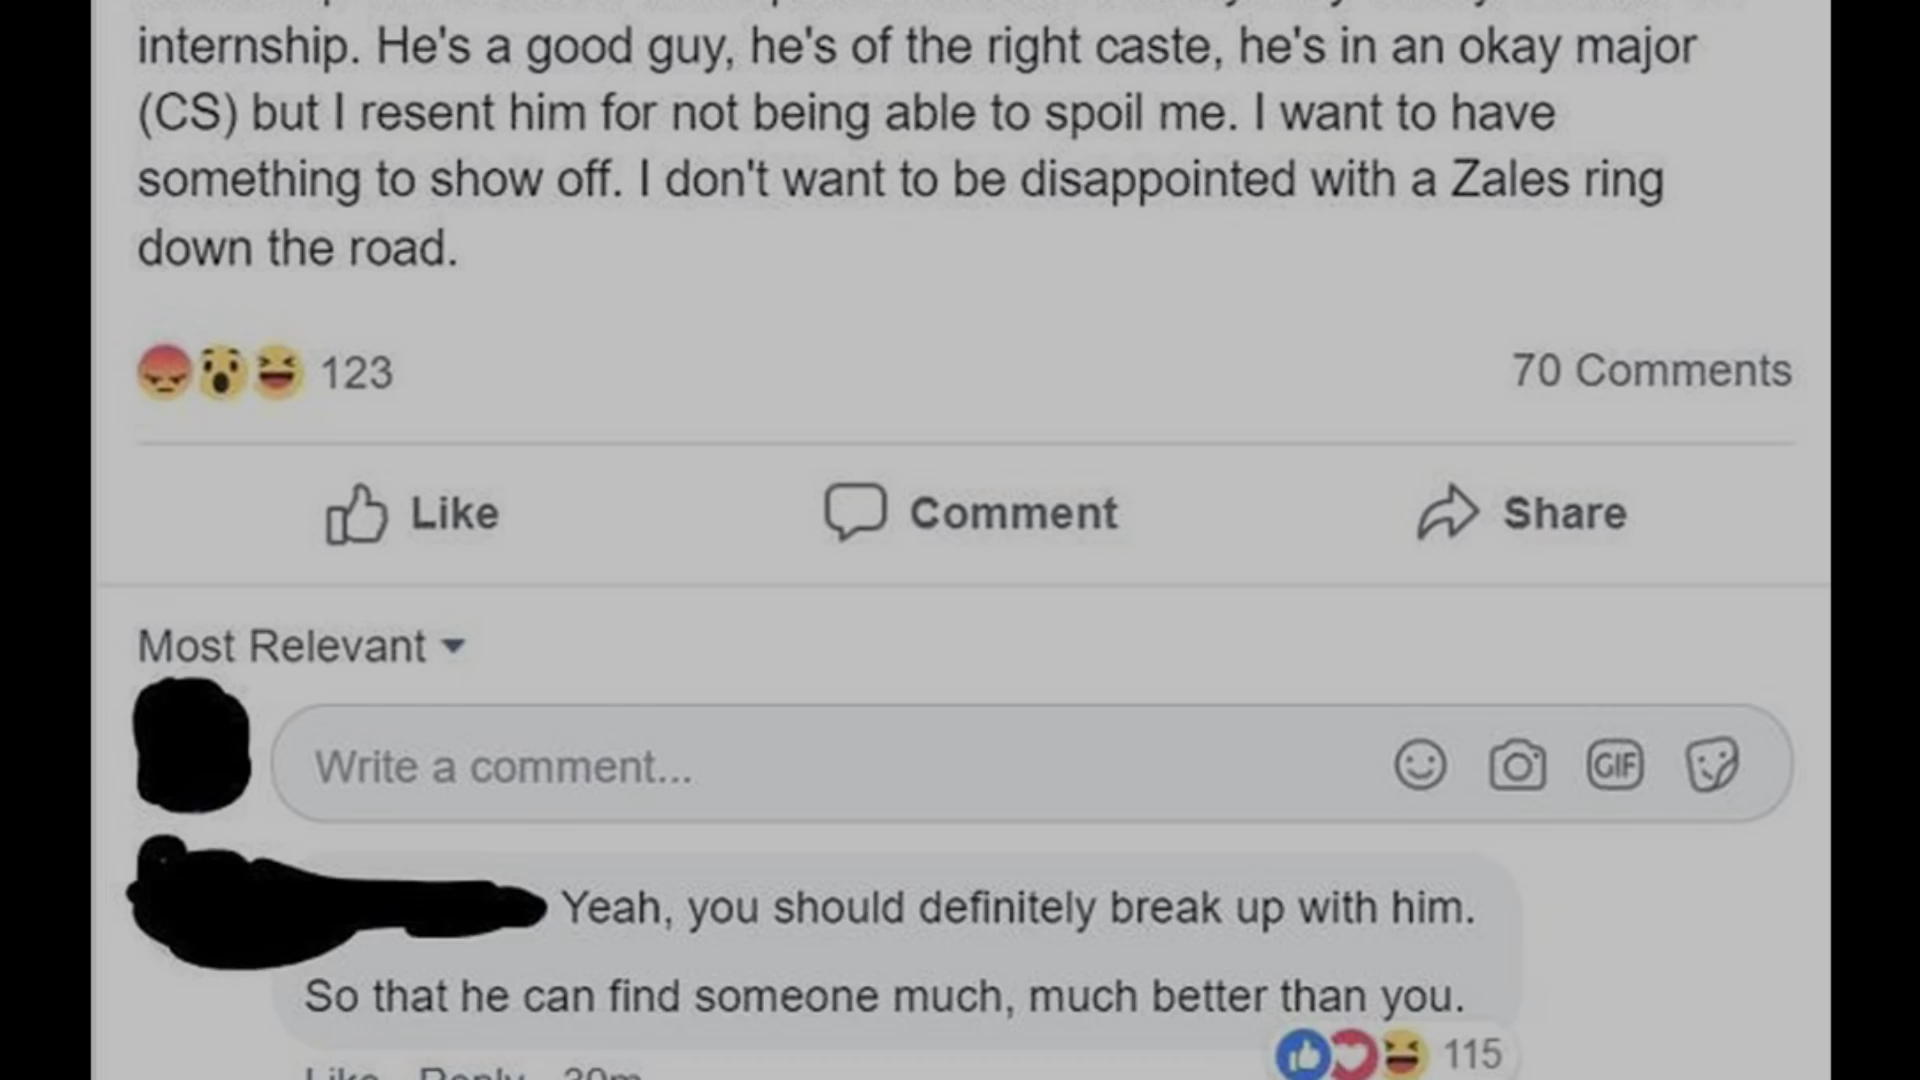 internship. He's a good guy, he's of the right caste, he's in an okay major
(CS) but I resent him for not being able to spoil me. I want to have
something to show off. I don't want to be disappointed with a Zales ring
down the road.
123
70 Comments
Like
Comment
Share
Most Relevant
Write a comment...
GIF
Yeah, you should definitely break up with him.
So that he can find someone much, much better than you.
115
Like Reply 30m